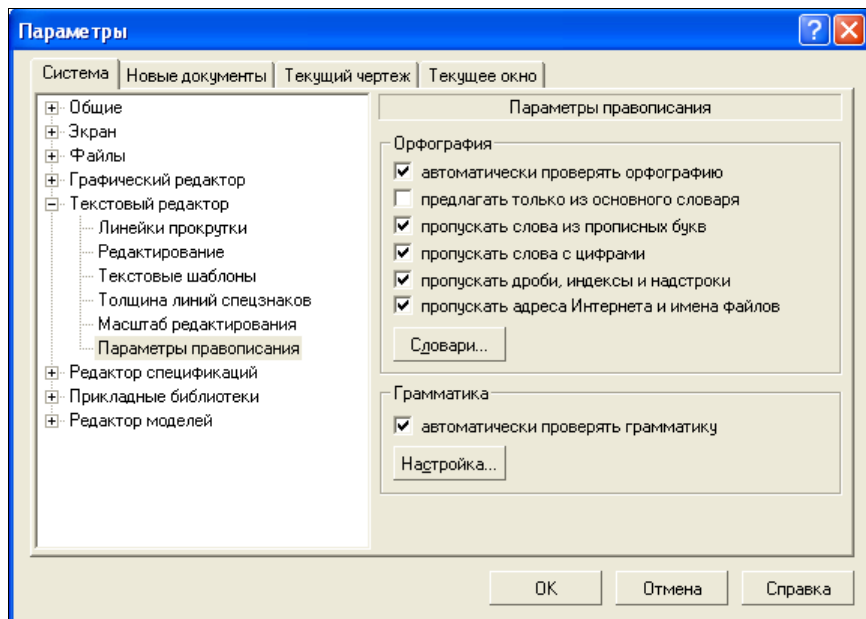 Параметры
Система
Новые документы
Текущий чертеж
Текущее окно
Общие
Экран
Файлы
Графический редактор
Текстовый редактор
Линейки прокрутки
Редактирование
Текстовые шаблоны
Толщина линий спецзнаков
Масштаб редактирования
Параметры правописания
Редактор спецификаций
Прикладные библиотеки
Редактор моделей
Параметры правописания
Орфография
автоматически проверять орфографию
предлагать только из основного словаря
пропускать слова из прописных букв
пропускать слова с цифрами
пропускать дроби, индексы и надстроки
пропускать адреса Интернета и имена файлов
Словари...
Грамматика
автоматически проверять грамматику
Настройка...
OK
Отмена
Справка